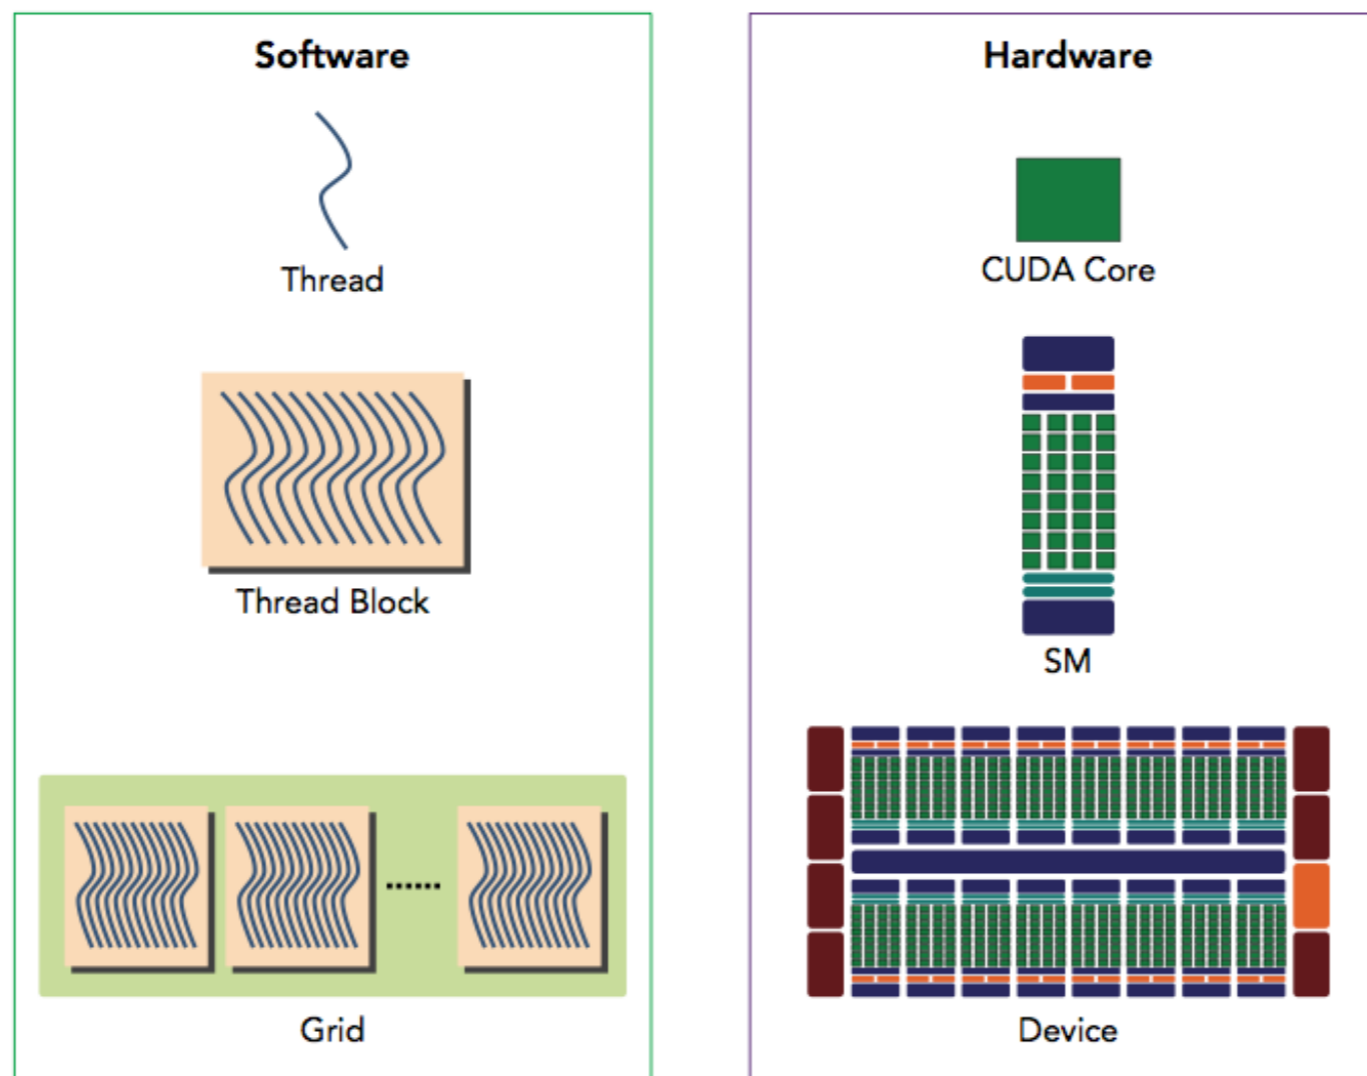 Software
Thread
Thread Block
Grid
Hardware
CUDA Core
SM
Device